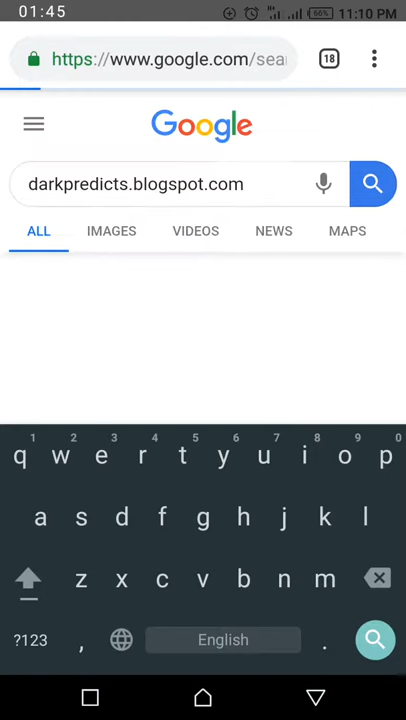 01:45 66% 11:10 PM
https://www.google.com/sea 18
Google
darkpredicts.blogspot.com
ALL IMAGES VIDEOS NEWS MAPS
1 2 3 4 5 6 7 8 9 0
q w e r t y u i o p
a s d f g h j k l
z x c v b n m
?123 , English .